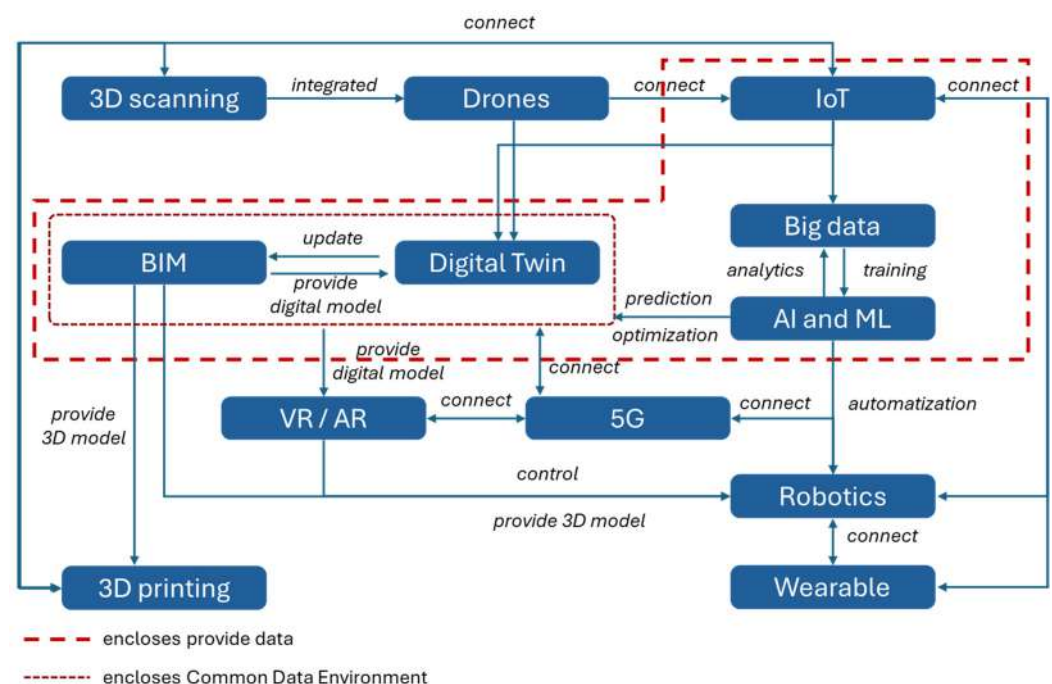 connect
3D scanning
integrated
Drones
connect
IoT
connect
Big data
update
BIM
Digital Twin
provide
digital model
analytics
training
prediction
optimization
AI and ML
provide
digital model
connect
provide
3D model
VR / AR
connect
5G
connect
automatization
control
Robotics
provide 3D model
connect
3D printing
Wearable
encloses provide data
encloses Common Data Environment